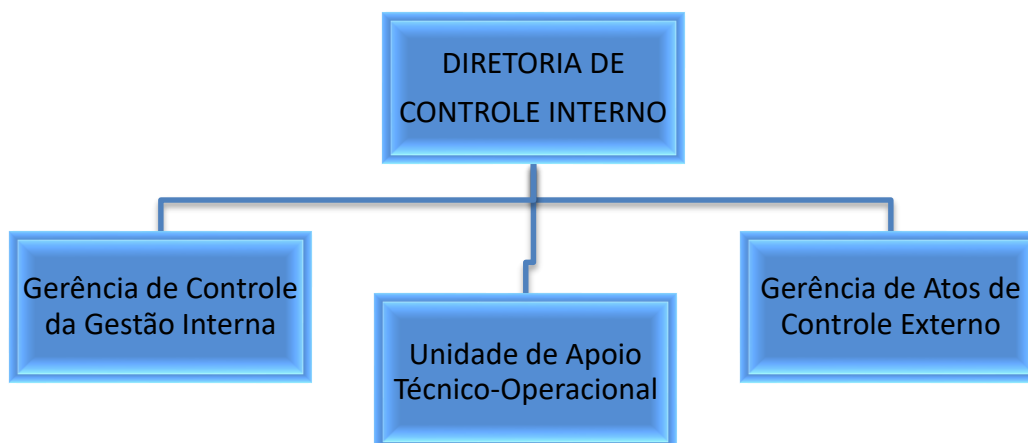 DIRETORIA DE
CONTROLE INTERNO
Gerência de Controle
da Gestão Interna
Unidade de Apoio
Técnico-Operacional
Gerência de Atos de
Controle Externo